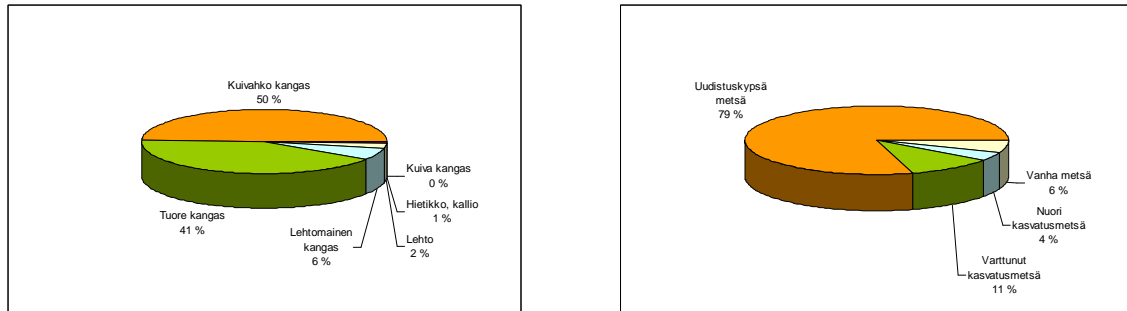 Kuivahko kangas
50 %
Kuiva kangas
0 %
Hietikko, kallio
1 %
Lehto
2 %
Lehtomainen
kangas
6 %
Tuore kangas
41 %
Uudistuskypsä
metsä
79 %
Vanha metsä
6 %
Nuori
kasvatusmetsä
4 %
Varttunut
kasvatusmetsä
11 %